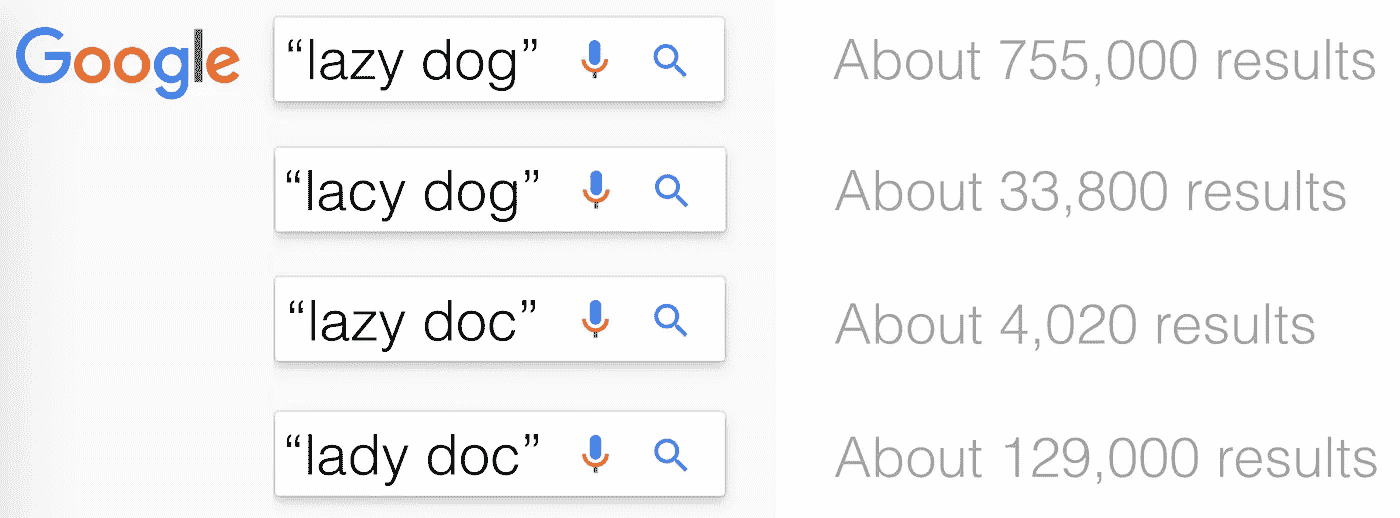 Google “lazy dog” About 755,000 results
“lacy dog” About 33,800 results
“lazy doc” About 4,020 results
“lady doc” About 129,000 results